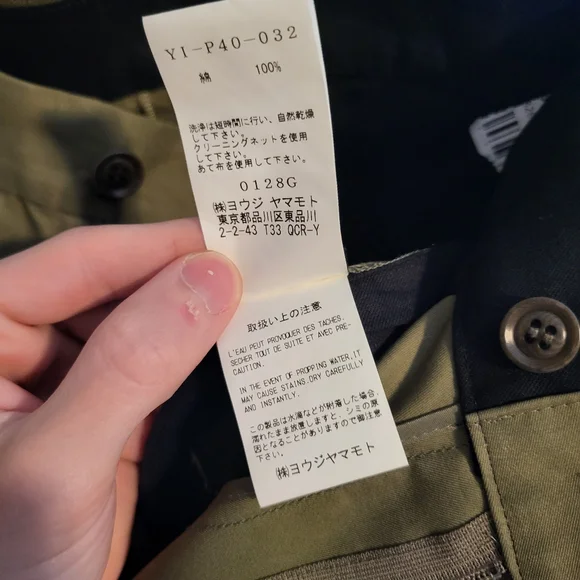 YI-P40-032
綿 100%
洗浄は短時間に行い、自然乾燥
して下さい。
クリーニングネットを使用
して下さい。
あて布を使用して下さい。
0128G
㈱ヨウジ ヤマモト
東京都品川区東品川
2-2-43 T33 QCR-Y
取扱い上の注意
L'EAU PEUT PROVOQUER DES TACHES.
SECHER TOUT DE SUITE ET AVEC PRE-
CAUTION.
IN THE EVENT OF PROPPING WATER,IT
MAY CAUSE STAINS.DRY CAREFULLY
AND INSTANTLY.
この製品は水滴などが附着した場合、
濡れたまま放置しますと、シミの原
因となることがありますので御注意
下さい。
㈱ヨウジヤマモト